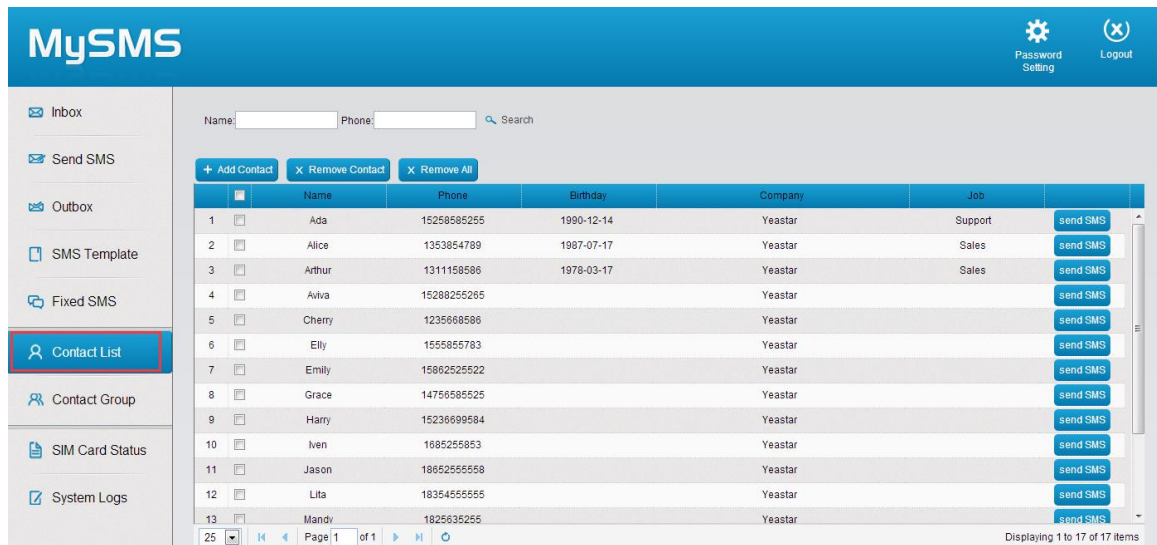 MySMS
Password
Setting
Logout
Inbox
Send SMS
Outbox
SMS Template
Fixed SMS
Contact List
Contact Group
SIM Card Status
System Logs
Name: Phone: Search
+ Add Contact x Remove Contact x Remove All
Name Phone Birthday Company Job
1 Ada 15258585255 1990-12-14 Yeastar Support send SMS
2 Alice 1353854789 1987-07-17 Yeastar Sales send SMS
3 Arthur 1311158586 1978-03-17 Yeastar Sales send SMS
4 Aviva 15288255265 Yeastar send SMS
5 Cherry 1235668586 Yeastar send SMS
6 Elly 1555855783 Yeastar send SMS
7 Emily 15862525522 Yeastar send SMS
8 Grace 14756585525 Yeastar send SMS
9 Harry 15236699584 Yeastar send SMS
10 Iven 1685255853 Yeastar send SMS
11 Jason 18652555558 Yeastar send SMS
12 Lita 18354555555 Yeastar send SMS
13 Mandy 1825635255 Yeastar send SMS
25 Page 1 of 1 Displaying 1 to 17 of 17 items